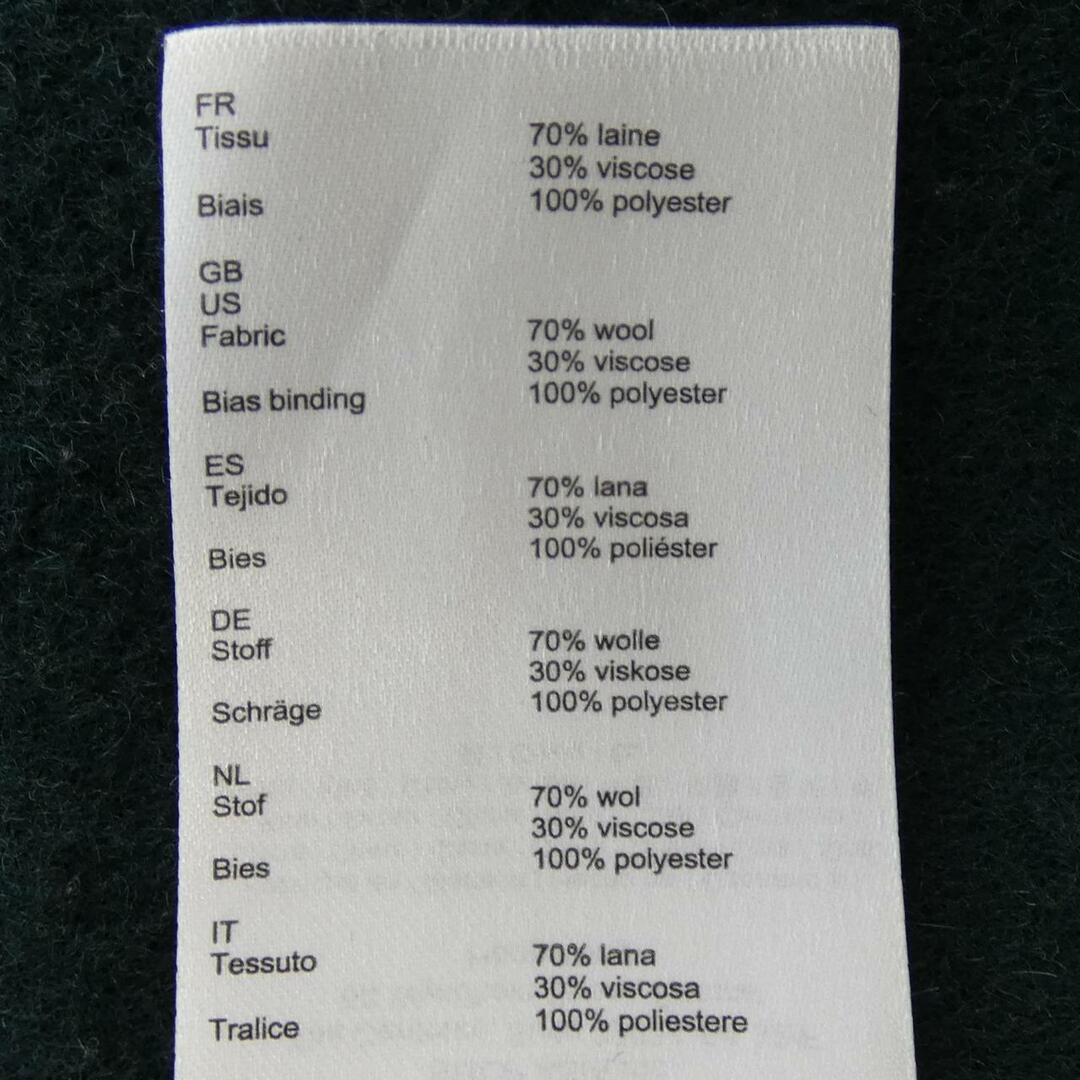 FR
Tissu 70% laine
30% viscose
Biais 100% polyester
GB
US
Fabric 70% wool
30% viscose
Bias binding 100% polyester
ES
Tejido 70% lana
30% viscosa
Bies 100% poliéster
DE
Stoff 70% wolle
30% viskose
Schräge 100% polyester
NL
Stof 70% wol
30% viscose
Bies 100% polyester
IT
Tessuto 70% lana
30% viscosa
Tralice 100% poliestere